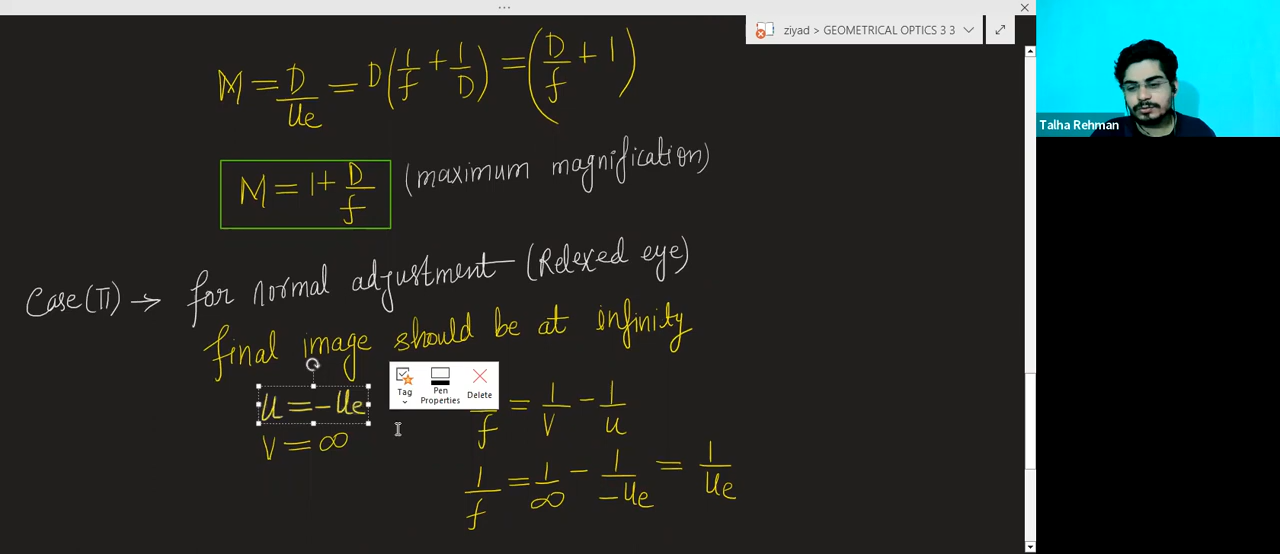 ziyad > GEOMETRICAL OPTICS 3 3
Talha Rehman
M = D/Ue = D(1/f + 1/D) = (D/f + 1)
M = 1 + D/f (maximum magnification)
Case(II) → for normal adjustment (Relexed eye)
final image should be at infinity
Tag
Pen Properties
Delete
u = -Ue
f = 1/V - 1/u
V = ∞
1/f = 1/∞ - 1/-Ue = 1/Ue